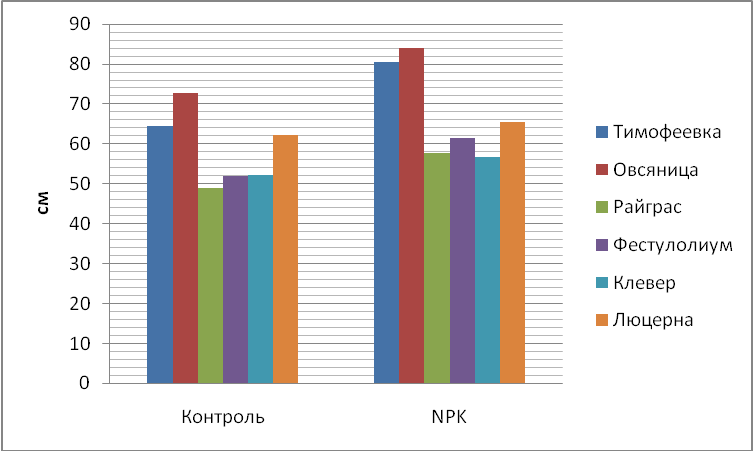 90
80
70
60
50
40
30
20
10
0
см
Контроль
NPK
Тимофеевка
Овсяница
Райграс
Фестулолиум
Клевер
Люцерна